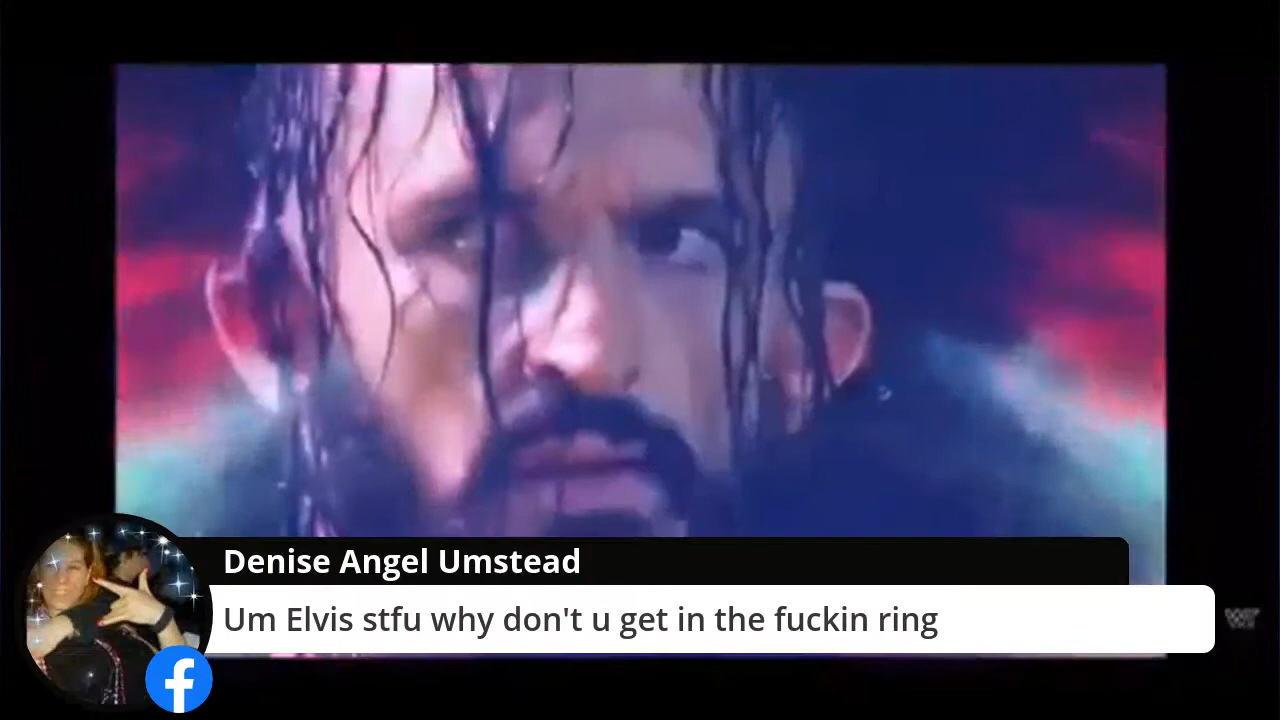 Denise Angel Umstead
Um Elvis stfu why don't u get in the fuckin ring